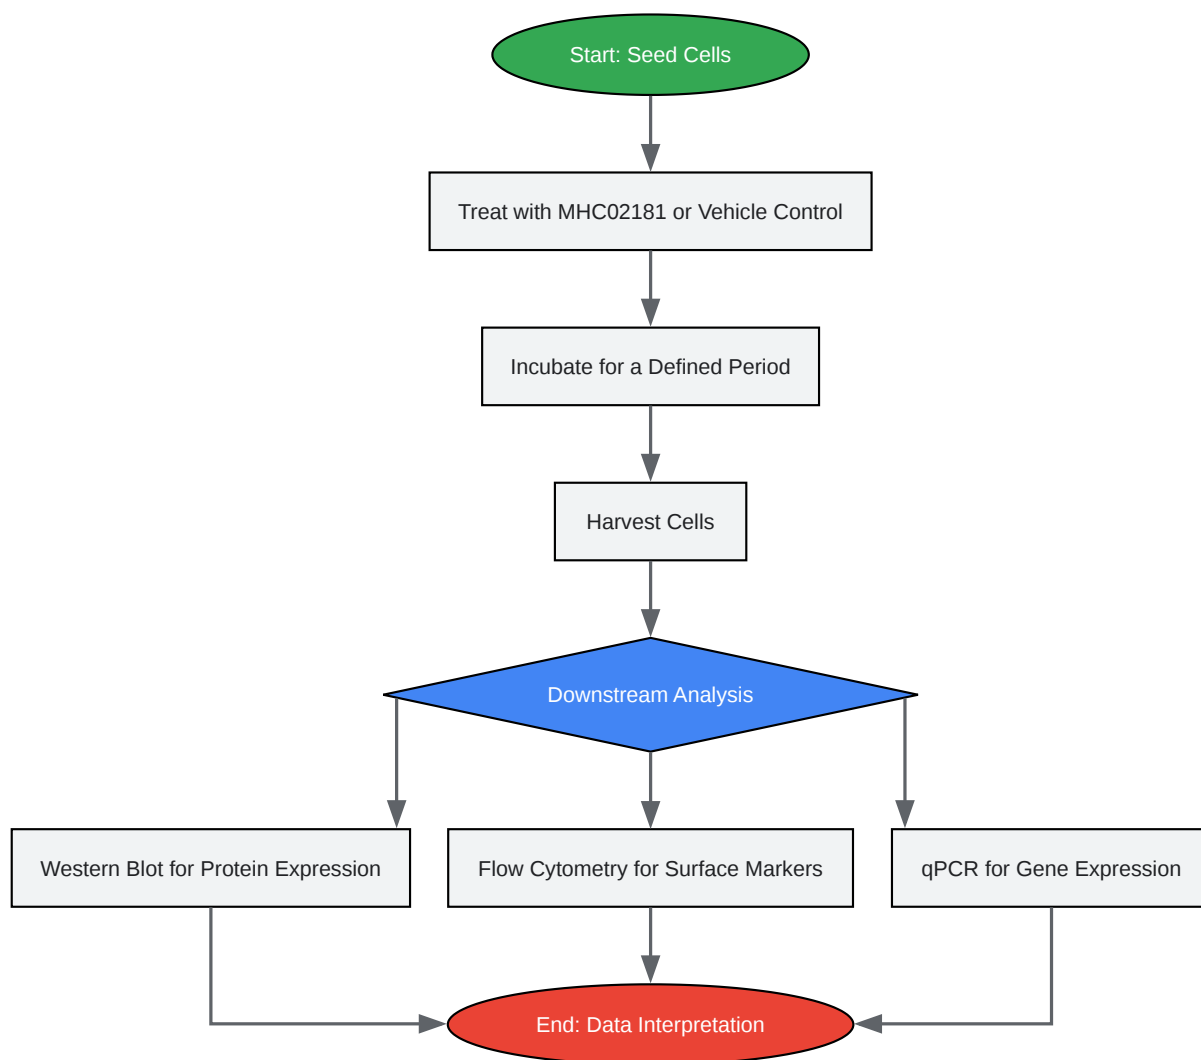 Start: Seed Cells
Treat with MHC02181 or Vehicle Control
Incubate for a Defined Period
Harvest Cells
Downstream Analysis
Western Blot for Protein Expression
Flow Cytometry for Surface Markers
qPCR for Gene Expression
End: Data Interpretation